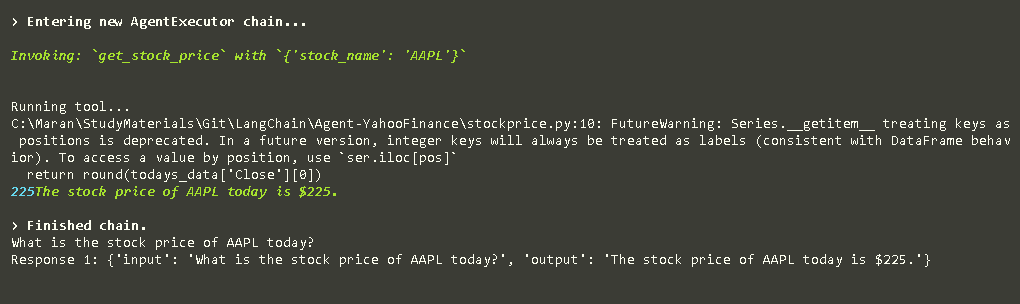 > Entering new AgentExecutor chain...
Invoking: `get_stock_price` with `{'stock_name': 'AAPL'}`
Running tool...
C:\Maran\StudyMaterials\Git\LangChain\Agent-YahooFinance\stockprice.py:10: FutureWarning: Series.__getitem__ treating keys as
 positions is deprecated. In a future version, integer keys will always be treated as labels (consistent with DataFrame behav
ior). To access a value by position, use `ser.iloc[pos]`
  return round(todays_data['Close'][0])
225The stock price of AAPL today is $225.
> Finished chain.
What is the stock price of AAPL today?
Response 1: {'input': 'What is the stock price of AAPL today?', 'output': 'The stock price of AAPL today is $225.'}